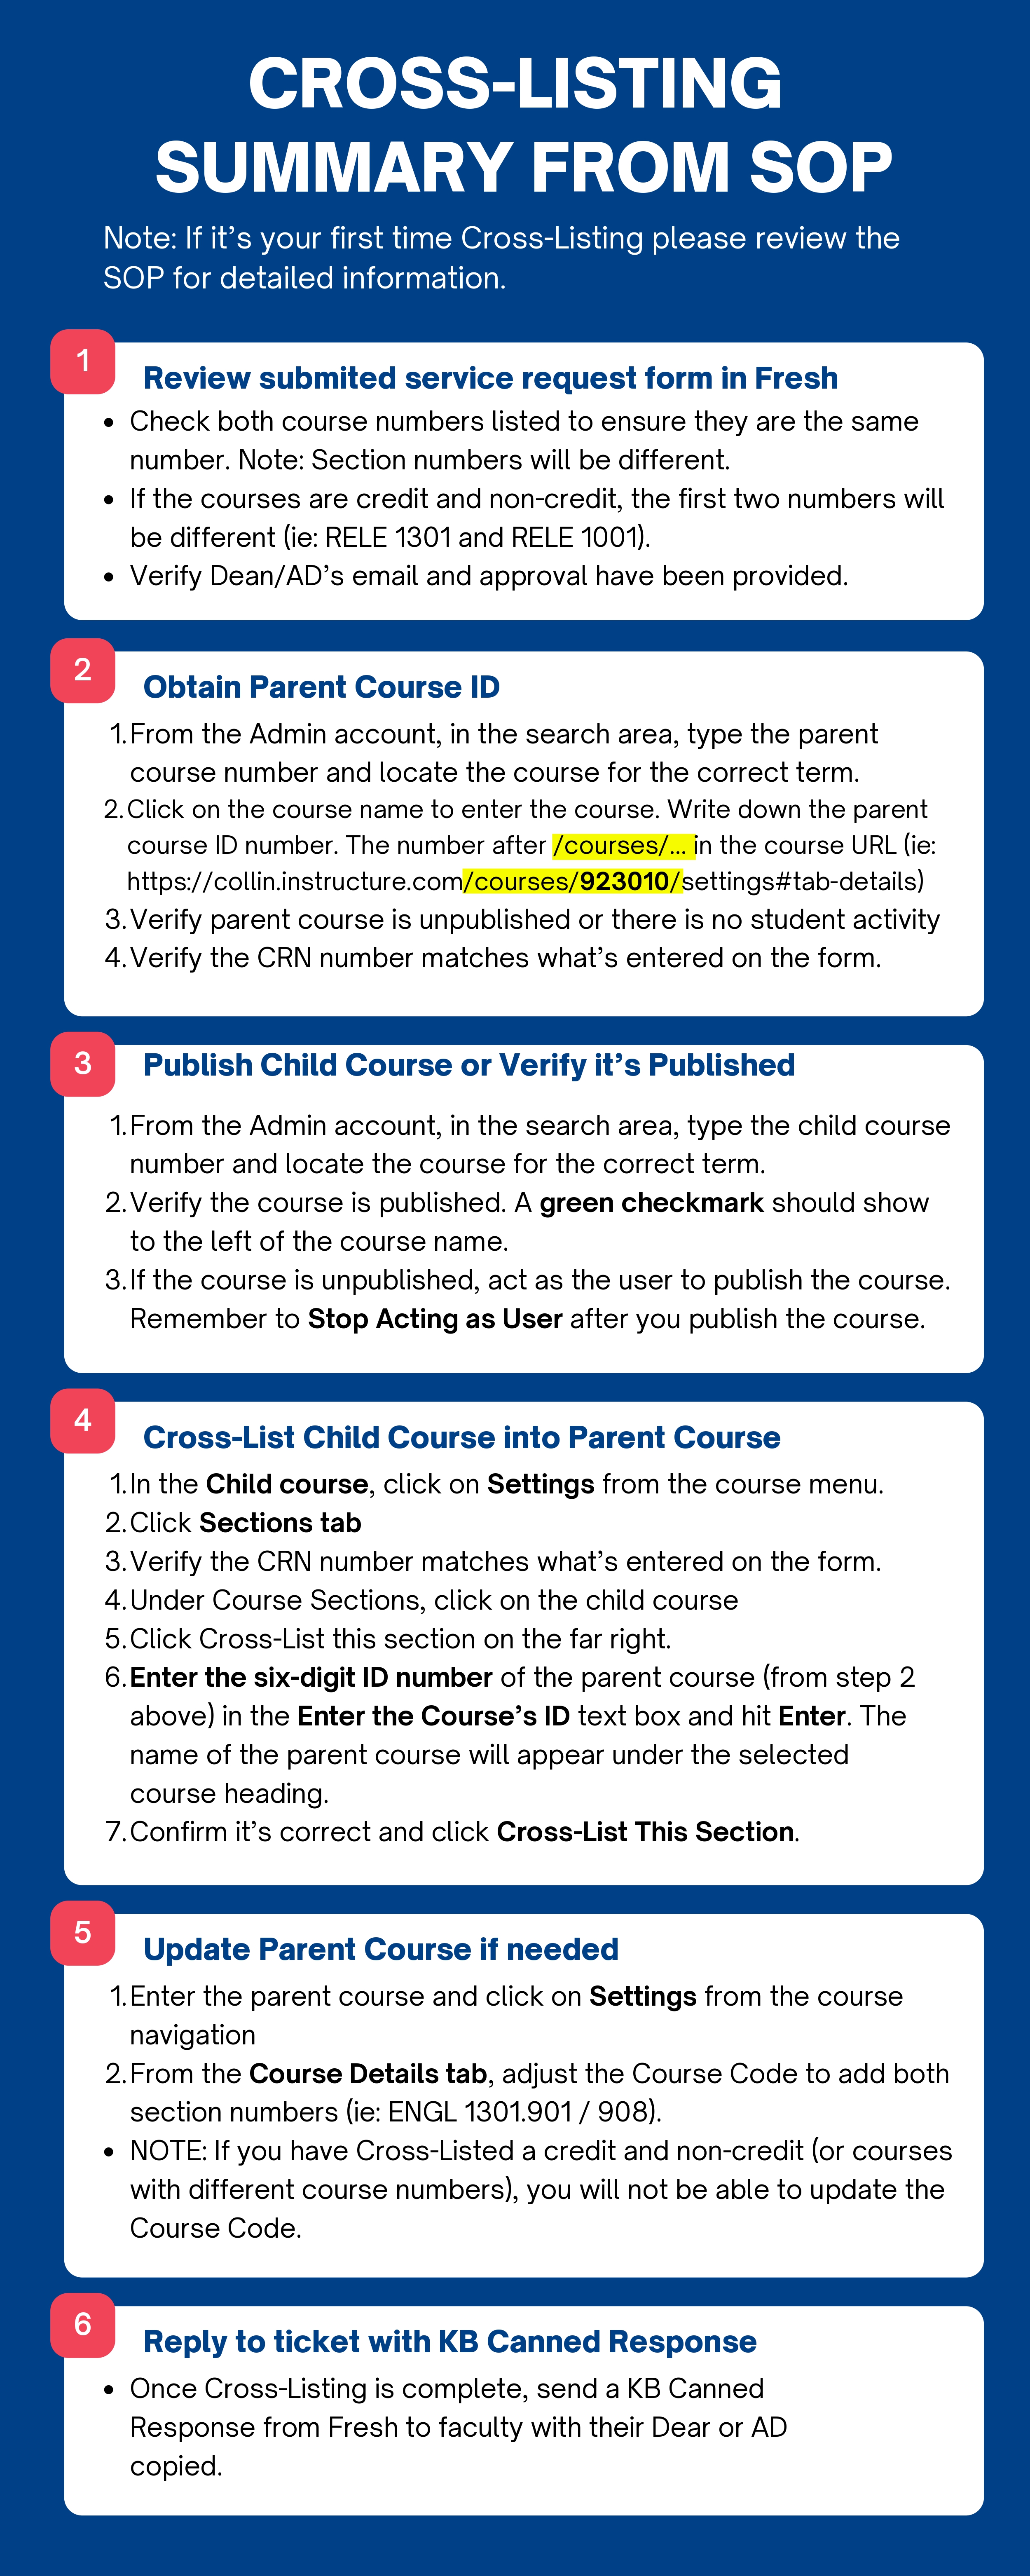 CROSS-LISTING
SUMMARY FROM SOP
Note: If it’s your first time Cross-Listing please review the
SOP for detailed information.
1
Review submited service request form in Fresh
• Check both course numbers listed to ensure they are the same
number. Note: Section numbers will be different.
• If the courses are credit and non-credit, the first two numbers will
be different (ie: RELE 1301 and RELE 1001).
• Verify Dean/AD’s email and approval have been provided.
2
Obtain Parent Course ID
1. From the Admin account, in the search area, type the parent
course number and locate the course for the correct term.
2. Click on the course name to enter the course. Write down the parent
course ID number. The number after /courses/... in the course URL (ie:
https://collin.instructure.com/courses/923010/settings#tab-details)
3. Verify parent course is unpublished or there is no student activity
4. Verify the CRN number matches what’s entered on the form.
3
Publish Child Course or Verify it’s Published
1. From the Admin account, in the search area, type the child course
number and locate the course for the correct term.
2. Verify the course is published. A green checkmark should show
to the left of the course name.
3. If the course is unpublished, act as the user to publish the course.
Remember to Stop Acting as User after you publish the course.
4
Cross-List Child Course into Parent Course
1. In the Child course, click on Settings from the course menu.
2. Click Sections tab
3. Verify the CRN number matches what’s entered on the form.
4. Under Course Sections, click on the child course
5. Click Cross-List this section on the far right.
6. Enter the six-digit ID number of the parent course (from step 2
above) in the Enter the Course’s ID text box and hit Enter. The
name of the parent course will appear under the selected
course heading.
7. Confirm it’s correct and click Cross-List This Section.
5
Update Parent Course if needed
1. Enter the parent course and click on Settings from the course
navigation
2. From the Course Details tab, adjust the Course Code to add both
section numbers (ie: ENGL 1301.901 / 908).
• NOTE: If you have Cross-Listed a credit and non-credit (or courses
with different course numbers), you will not be able to update the
Course Code.
6
Reply to ticket with KB Canned Response
• Once Cross-Listing is complete, send a KB Canned
Response from Fresh to faculty with their Dear or AD
copied.